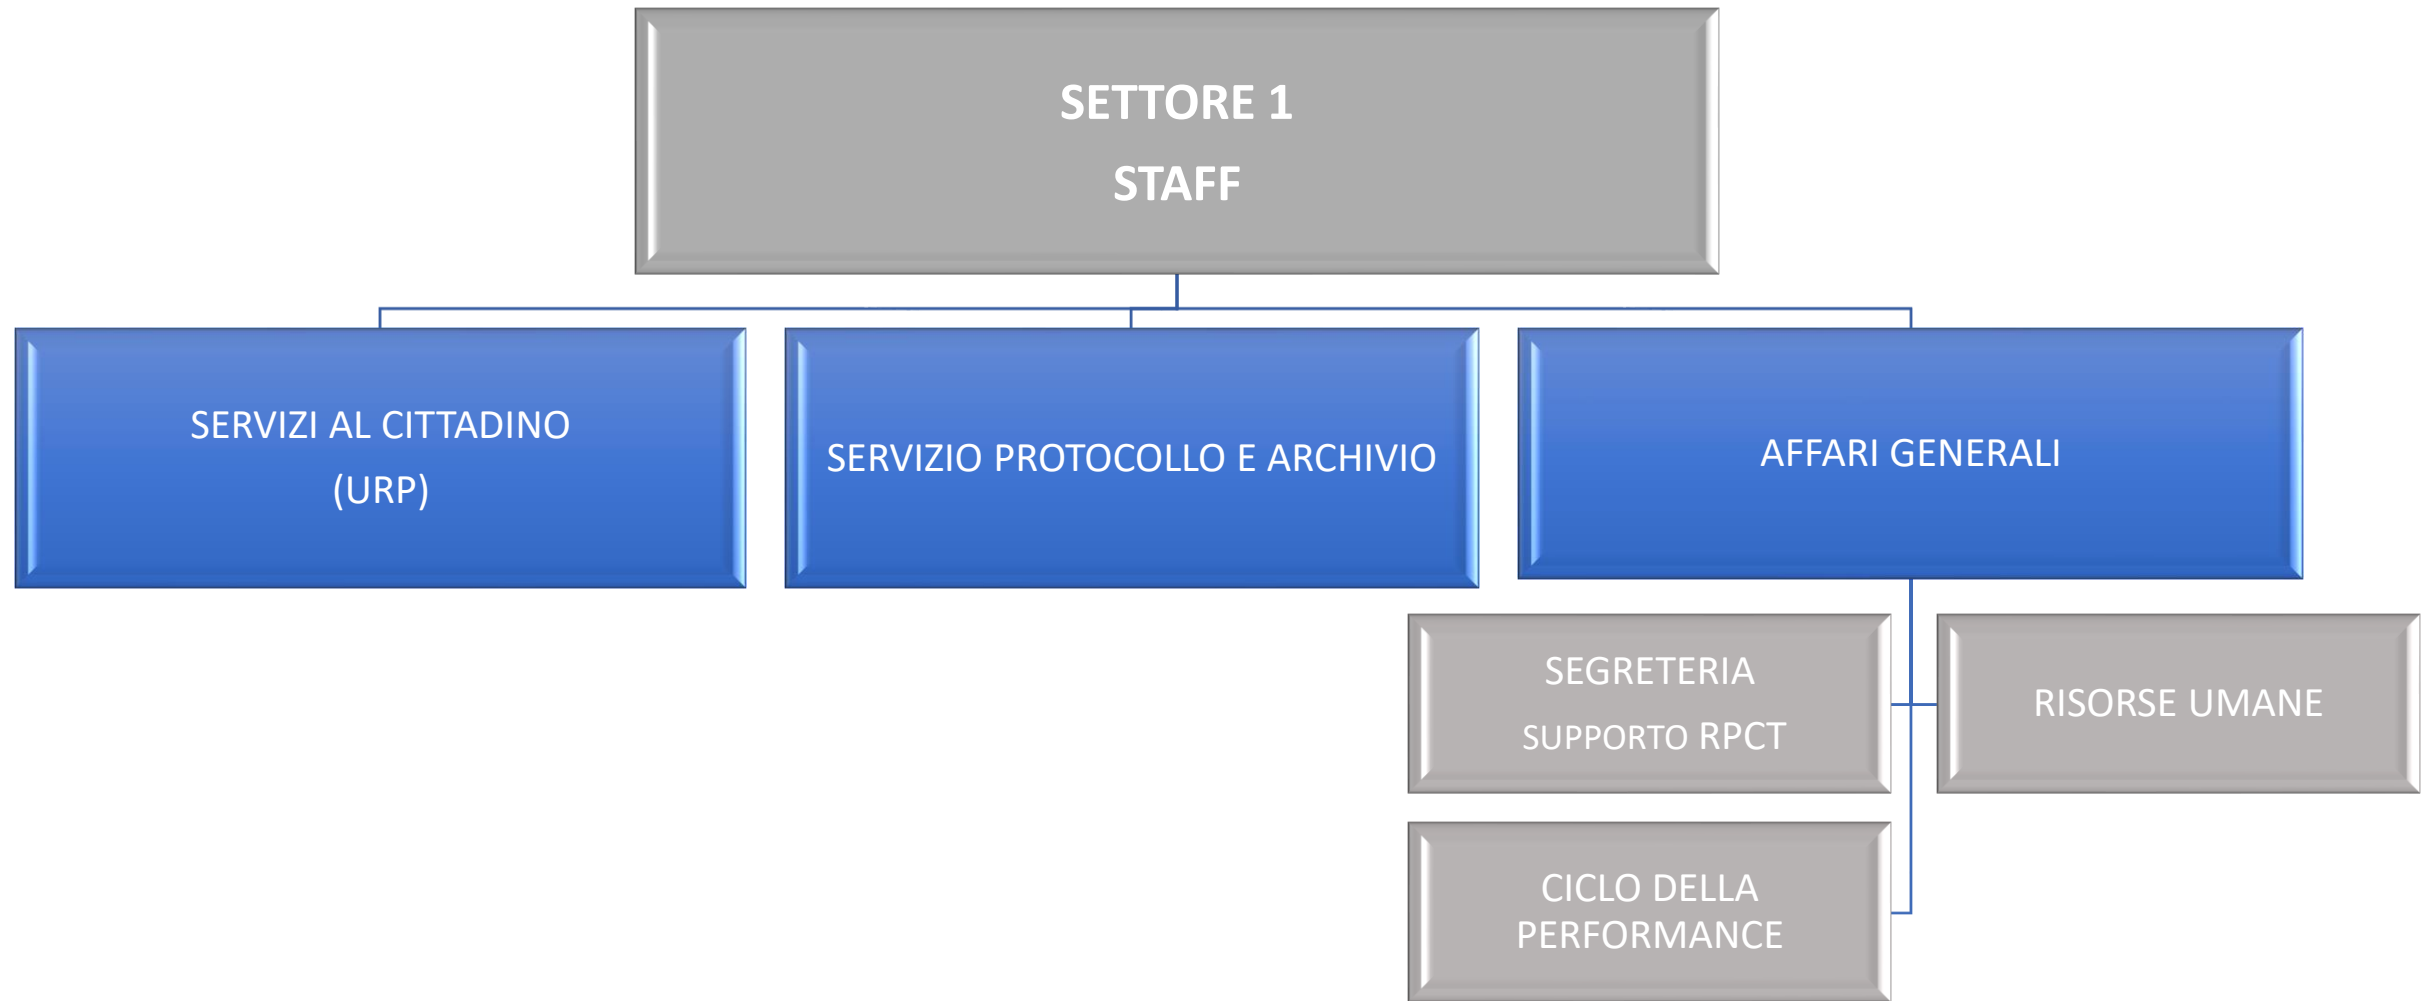 SETTORE 1
STAFF
SERVIZI AL CITTADINO
(URP)
SERVIZIO PROTOCOLLO E ARCHIVIO
AFFARI GENERALI
SEGRETERIA
SUPPORTO RPCT
RISORSE UMANE
CICLO DELLA
PERFORMANCE